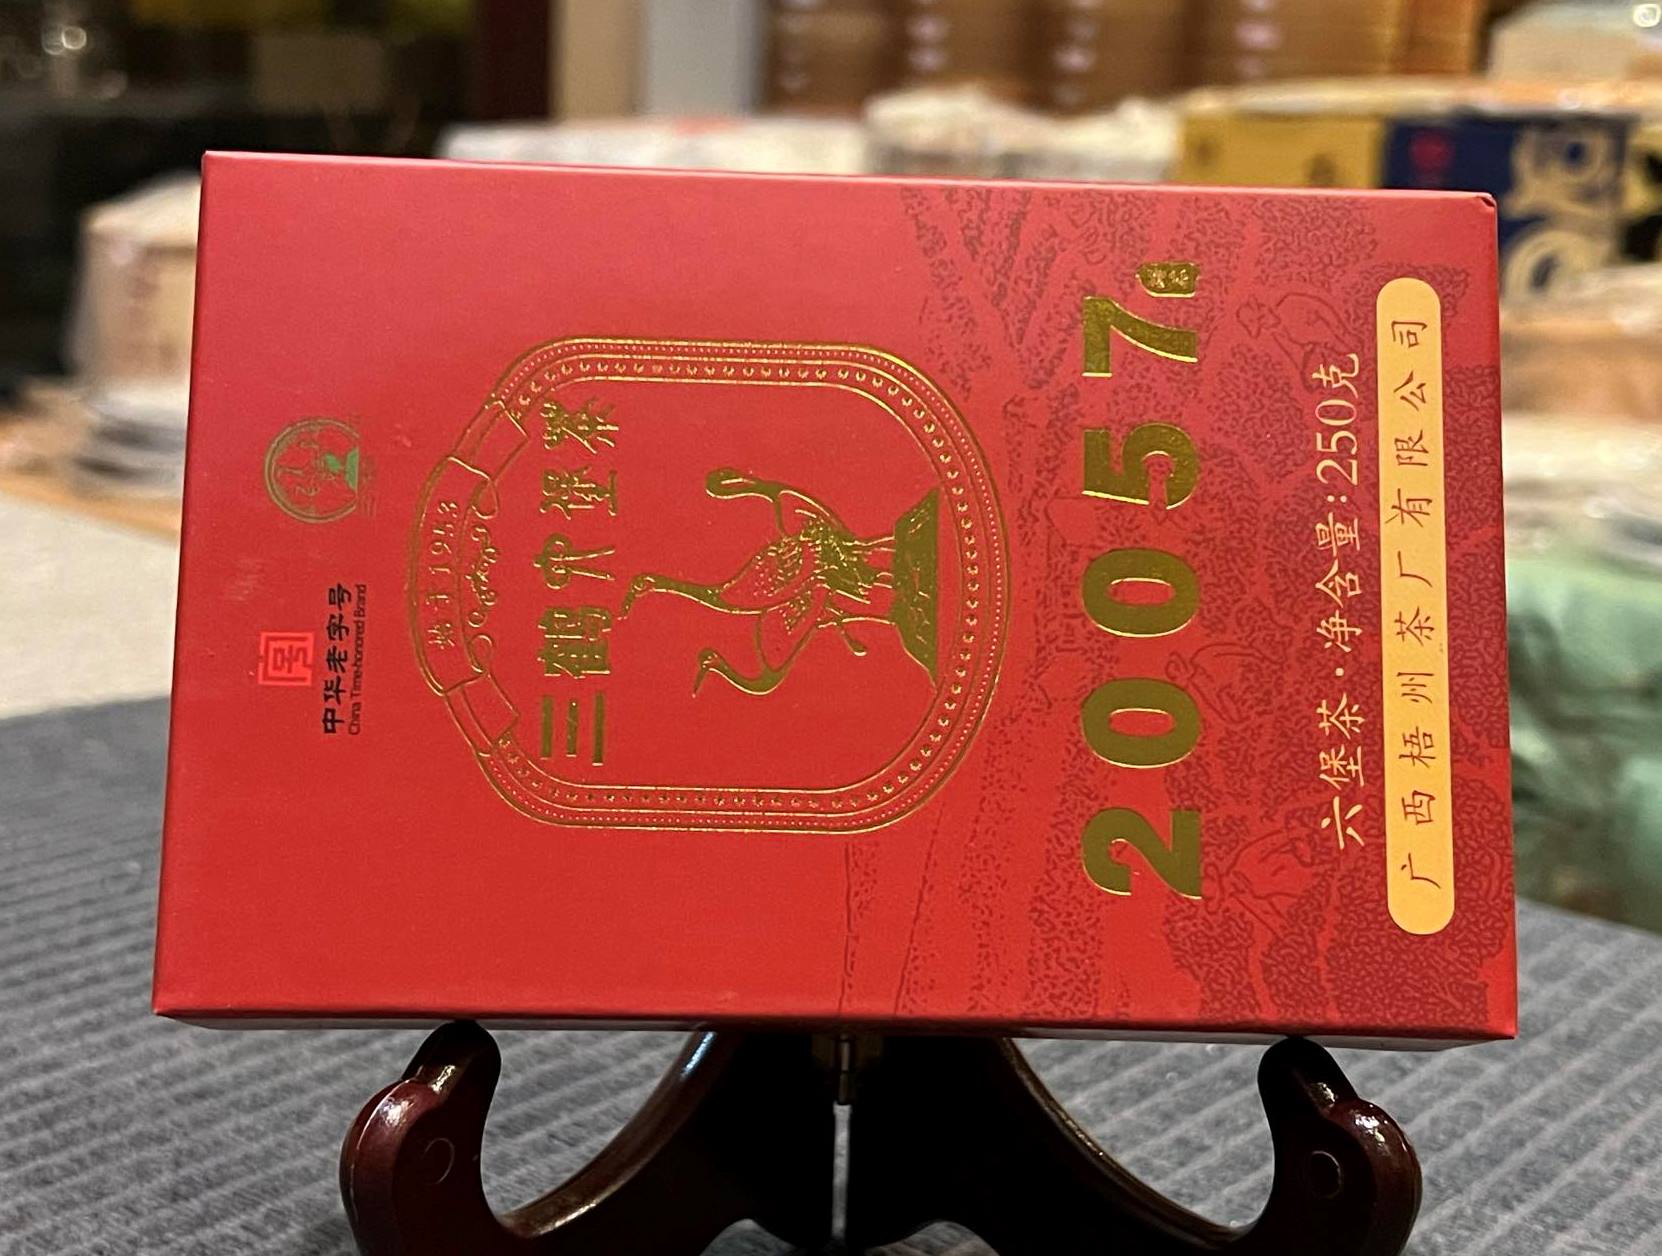 中华老字号
China Time-honored Brand
始于1953
三鹤六堡茶
20057
六堡茶·净含量:250克
广西梧州茶厂有限公司